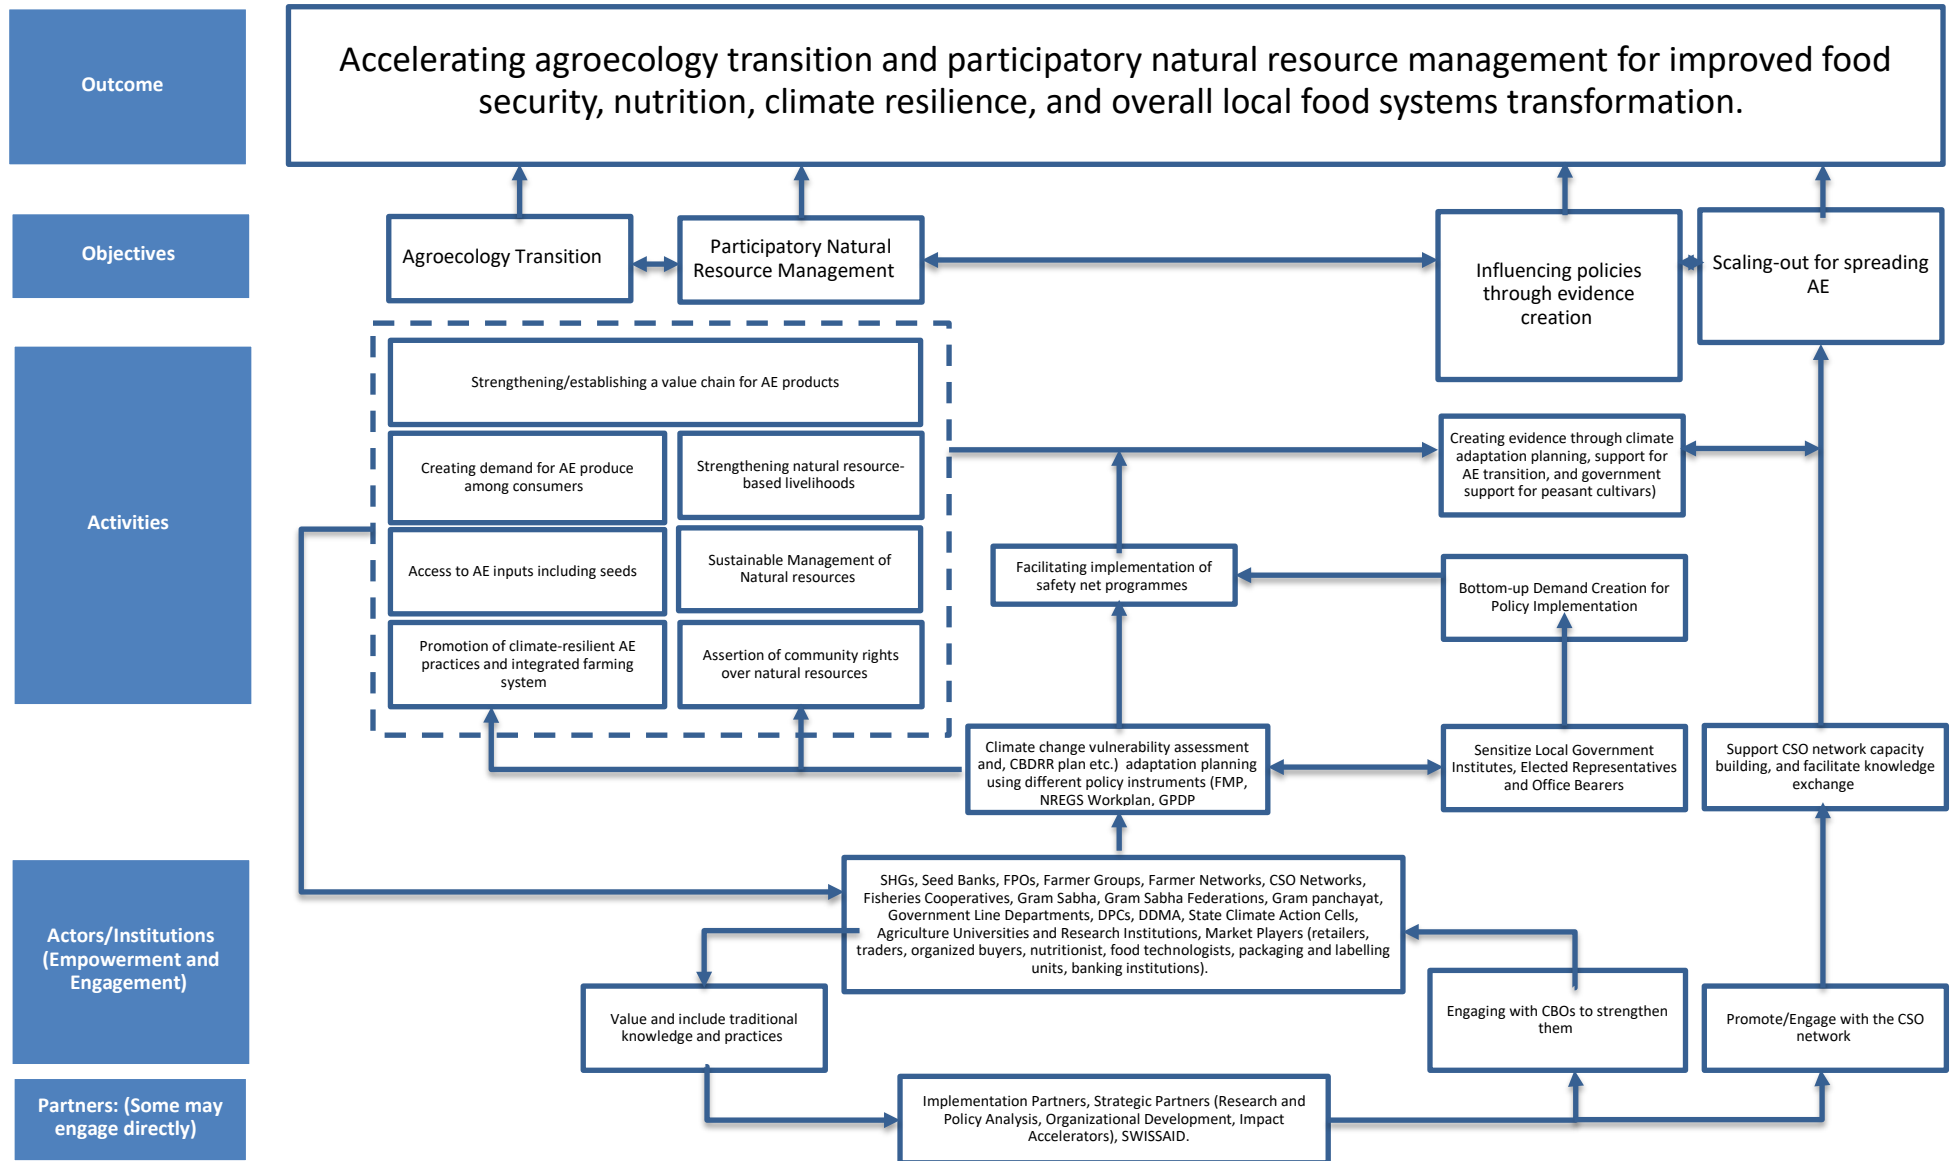 Outcome
Accelerating agroecology transition and participatory natural resource management for improved food
security, nutrition, climate resilience, and overall local food systems transformation.
Objectives
Agroecology Transition
Participatory Natural
Resource Management
Influencing policies
through evidence
creation
Scaling-out for spreading
AE
Activities
Strengthening/establishing a value chain for AE products
Creating demand for AE produce
among consumers
Strengthening natural resource-
based livelihoods
Access to AE inputs including seeds
Sustainable Management of
Natural resources
Promotion of climate-resilient AE
practices and integrated farming
system
Assertion of community rights
over natural resources
Creating evidence through climate
adaptation planning, support for
AE transition, and government
support for peasant cultivars)
Facilitating implementation of
safety net programmes
Bottom-up Demand Creation for
Policy Implementation
Climate change vulnerability assessment
and, CBDRR plan etc.) adaptation planning
using different policy instruments (FMP,
NREGS Workplan, GPDP
Sensitize Local Government
Institutes, Elected Representatives
and Office Bearers
Support CSO network capacity
building, and facilitate knowledge
exchange
Actors/Institutions
(Empowerment and
Engagement)
SHGs, Seed Banks, FPOs, Farmer Groups, Farmer Networks, CSO Networks,
Fisheries Cooperatives, Gram Sabha, Gram Sabha Federations, Gram panchayat,
Government Line Departments, DPCs, DDMA, State Climate Action Cells,
Agriculture Universities and Research Institutions, Market Players (retailers,
traders, organized buyers, nutritionist, food technologists, packaging and labelling
units, banking institutions).
Value and include traditional
knowledge and practices
Engaging with CBOs to strengthen
them
Promote/Engage with the CSO
network
Partners: (Some may
engage directly)
Implementation Partners, Strategic Partners (Research and
Policy Analysis, Organizational Development, Impact
Accelerators), SWISSAID.